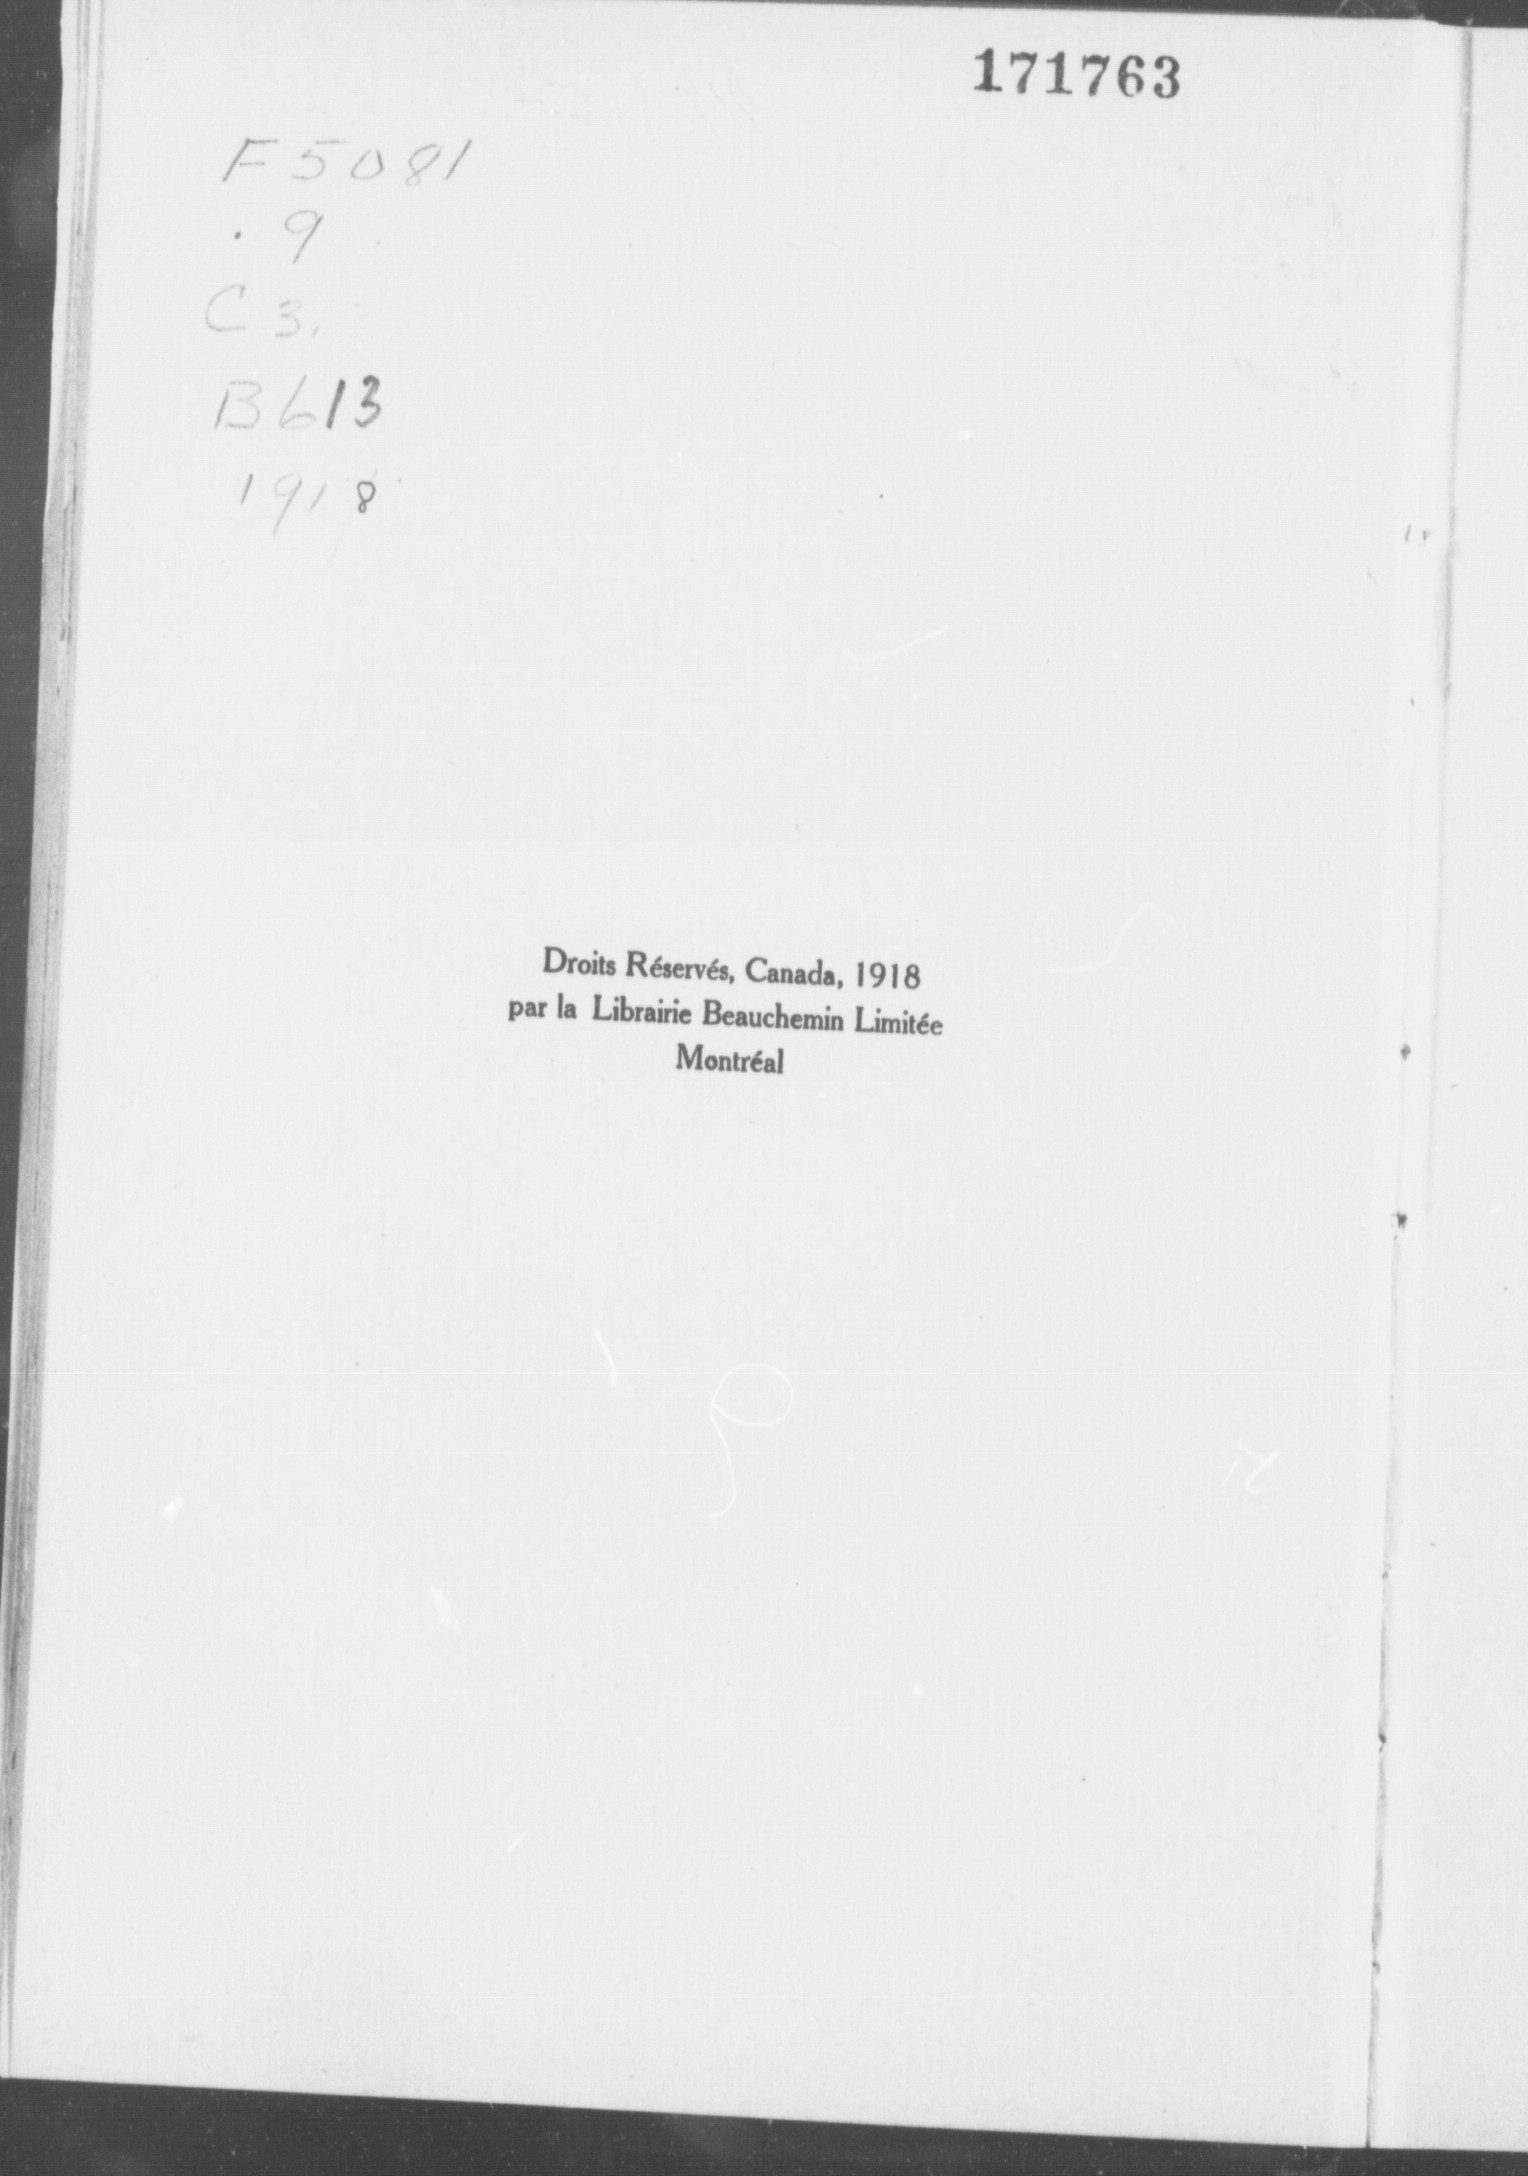 171763
F5081
.9
C3.
B613
1918
Droits Réservés, Canada, 1918
par la Librairie Beauchemin Limitée
Montréal